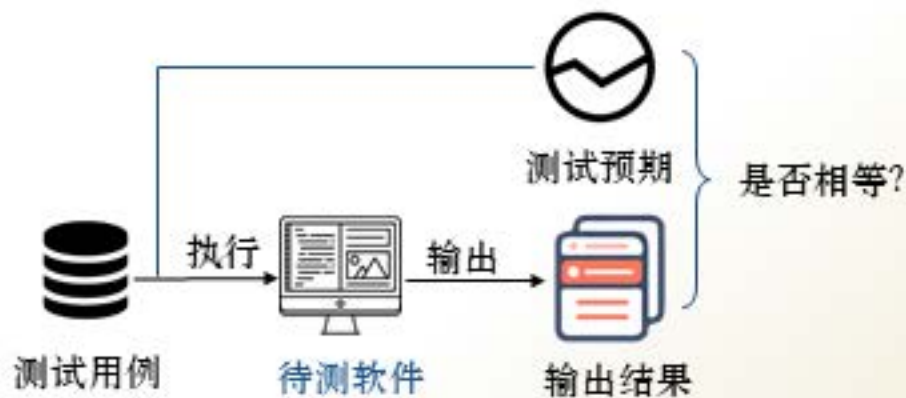 测试预期
是否相等?
执行
输出
测试用例
待测软件
输出结果